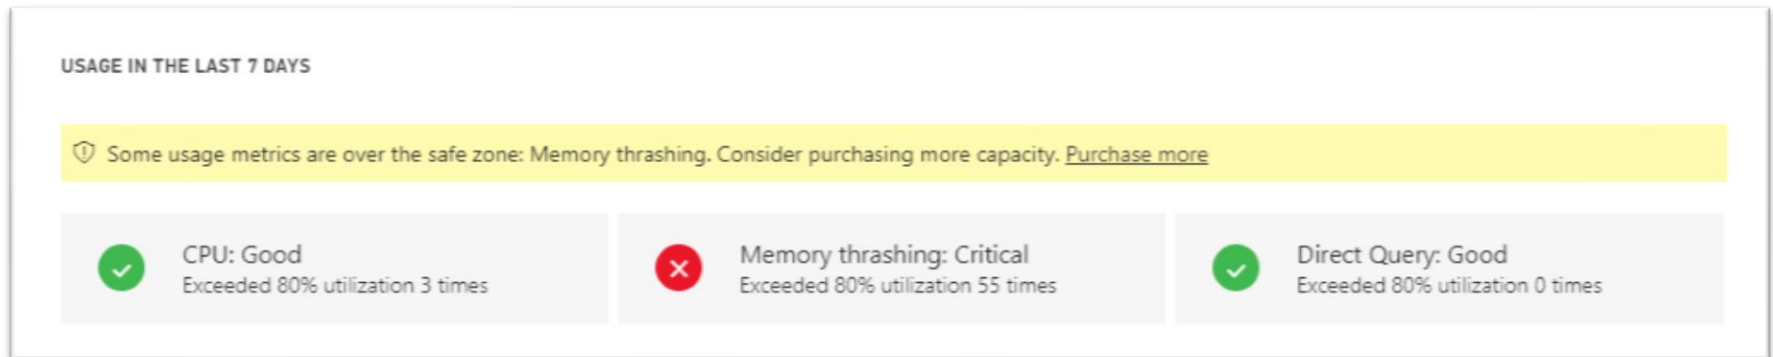 USAGE IN THE LAST 7 DAYS
Some usage metrics are over the safe zone: Memory thrashing. Consider purchasing more capacity. Purchase more
CPU: Good
Exceeded 80% utilization 3 times
Memory thrashing: Critical
Exceeded 80% utilization 55 times
Direct Query: Good
Exceeded 80% utilization 0 times